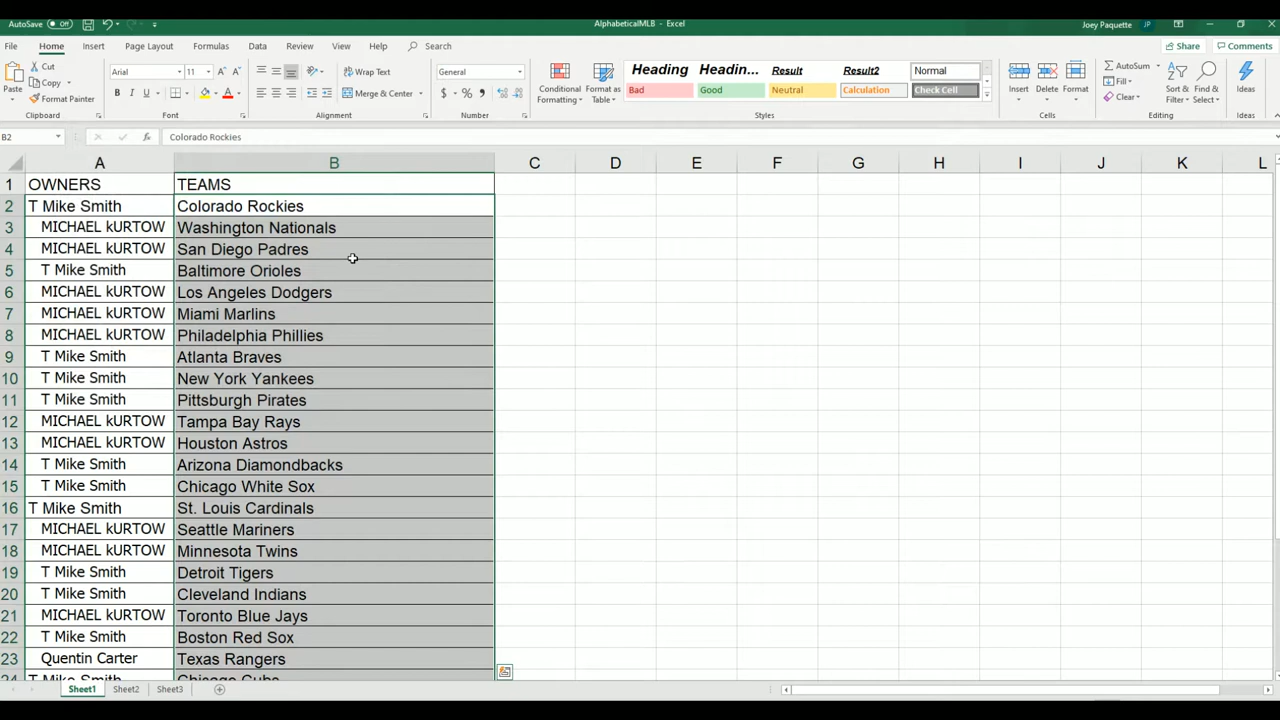 AutoSave Off AlphabeticalMLB - Excel Joey Paquette JP
File Home Insert Page Layout Formulas Data Review View Help Search Share Comments
Cut Arial 11 Wrap Text General Heading Headin... Result Result2 Normal AutoSum
Copy Fill
Paste Format Painter Merge & Center Conditional Formatting Format as Table Bad Good Neutral Calculation Check Cell Insert Delete Format Clear Sort & Filter Find & Select Ideas
Clipboard Font Alignment Number Styles Cells Editing Ideas
B2 fx Colorado Rockies
A B C D E F G H I J K L
1 OWNERS TEAMS
2 T Mike Smith Colorado Rockies
3 MICHAEL kURTOW Washington Nationals
4 MICHAEL kURTOW San Diego Padres
5 T Mike Smith Baltimore Orioles
6 MICHAEL kURTOW Los Angeles Dodgers
7 MICHAEL kURTOW Miami Marlins
8 MICHAEL kURTOW Philadelphia Phillies
9 T Mike Smith Atlanta Braves
10 T Mike Smith New York Yankees
11 T Mike Smith Pittsburgh Pirates
12 MICHAEL kURTOW Tampa Bay Rays
13 MICHAEL kURTOW Houston Astros
14 T Mike Smith Arizona Diamondbacks
15 T Mike Smith Chicago White Sox
16 T Mike Smith St. Louis Cardinals
17 MICHAEL kURTOW Seattle Mariners
18 MICHAEL kURTOW Minnesota Twins
19 T Mike Smith Detroit Tigers
20 T Mike Smith Cleveland Indians
21 MICHAEL kURTOW Toronto Blue Jays
22 T Mike Smith Boston Red Sox
23 Quentin Carter Texas Rangers
24 T Mike Smith Chicago Cubs
Sheet1 Sheet2 Sheet3